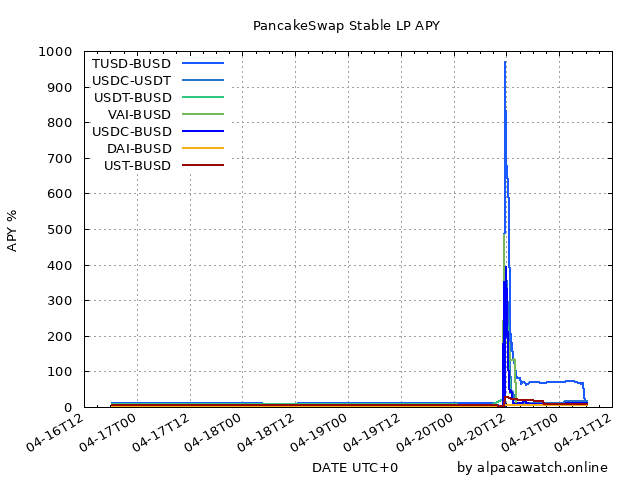 PancakeSwap Stable LP APY
1000
900
800
700
600
500
400
300
200
100
0
APY %
TUSD-BUSD
USDC-USDT
USDT-BUSD
VAI-BUSD
USDC-BUSD
DAI-BUSD
UST-BUSD
04-16T12
04-17T00
04-17T12
04-18T00
04-18T12
04-19T00
04-19T12
04-20T00
04-20T12
04-21T00
04-21T12
DATE UTC+0
by alpacawatch.online